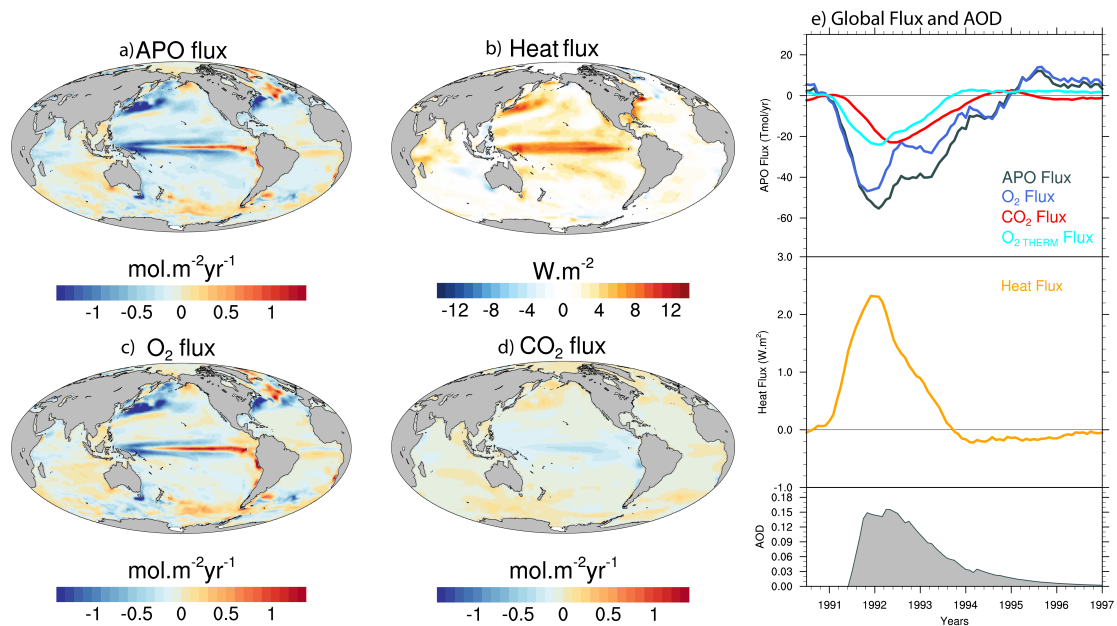 a) APO flux
mol.m-2yr-1
-1 -0.5 0 0.5 1
b) Heat flux
W.m-2
-12 -8 -4 0 4 8 12
c) O2 flux
mol.m-2yr-1
-1 -0.5 0 0.5 1
d) CO2 flux
mol.m-2yr-1
-1 -0.5 0 0.5 1
e) Global Flux and AOD
20
0
-20
-40
-60
APO Flux (Tmol/yr)
APO Flux
O2 Flux
CO2 Flux
O2 THERM Flux
3.0
2.0
1.0
0.0
-1.0
Heat Flux (W.m2)
Heat Flux
0.18
0.15
0.12
0.09
0.06
0.03
0.00
AOD
1991 1992 1993 1994 1995 1996 1997
Years